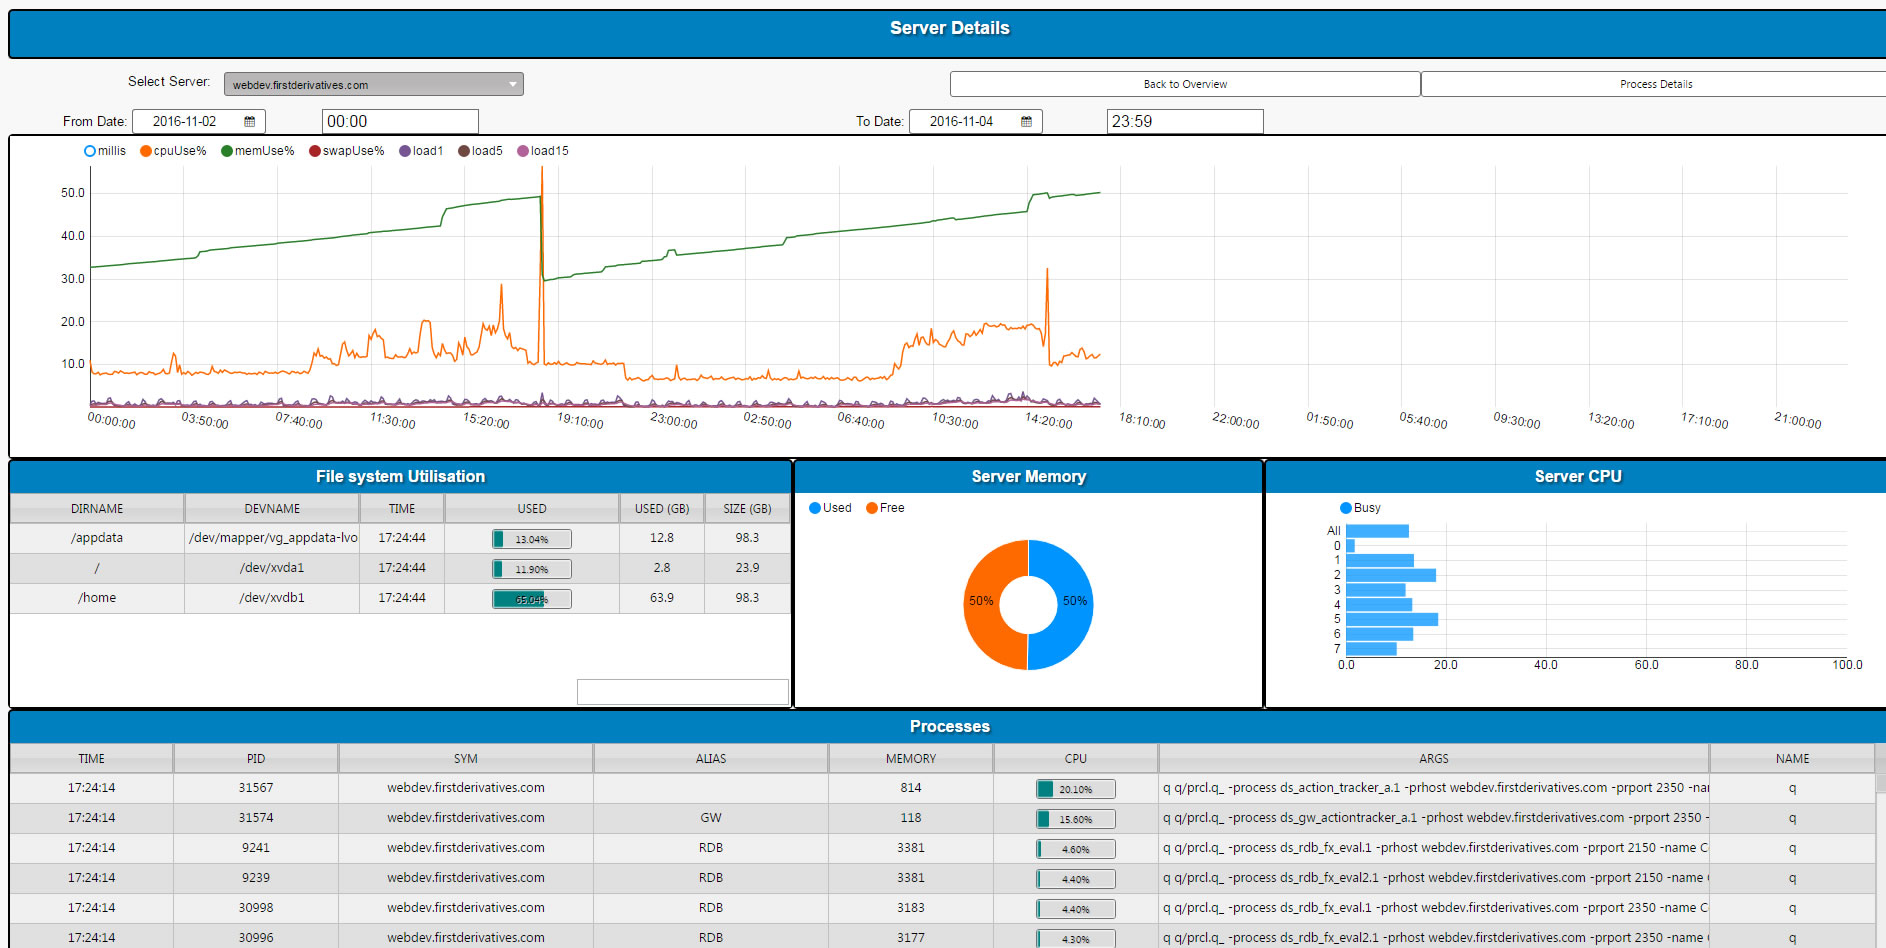 Server Details
Select Server: webdev.firstderivatives.com Back to Overview Process Details
From Date: 2016-11-02 00:00 To Date: 2016-11-04 23:59
millis cpuUse% memUse% swapUse% load1 load5 load15
50.0
40.0
30.0
20.0
10.0
00:00:00 03:50:00 07:40:00 11:30:00 15:20:00 19:10:00 23:00:00 02:50:00 06:40:00 10:30:00 14:20:00 18:10:00 22:00:00 01:50:00 05:40:00 09:30:00 13:20:00 17:10:00 21:00:00
File system Utilisation
DIRNAME DEVNAME TIME USED USED (GB) SIZE (GB)
/appdata /dev/mapper/vg_appdata-lvo 17:24:44 13.04% 12.8 98.3
/ /dev/xvda1 17:24:44 11.90% 2.8 23.9
/home /dev/xvdb1 17:24:44 65.04% 63.9 98.3
Server Memory
Used Free
50% 50%
Server CPU
Busy
All
0
1
2
3
4
5
6
7
0.0 20.0 40.0 60.0 80.0 100.0
Processes
TIME PID SYM ALIAS MEMORY CPU ARGS NAME
17:24:14 31567 webdev.firstderivatives.com 814 20.10% q q/prcl.q_ -process ds_action_tracker_a.1 -prhost webdev.firstderivatives.com -prport 2350 -nar q
17:24:14 31574 webdev.firstderivatives.com GW 118 15.60% q q/prcl.q_ -process ds_gw_actiontracker_a.1 -prhost webdev.firstderivatives.com -prport 2350 - q
17:24:14 9241 webdev.firstderivatives.com RDB 3381 4.60% q q/prcl.q_ -process ds_rdb_fx_eval.1 -prhost webdev.firstderivatives.com -prport 2150 -name C q
17:24:14 9239 webdev.firstderivatives.com RDB 3381 4.40% q q/prcl.q_ -process ds_rdb_fx_eval2.1 -prhost webdev.firstderivatives.com -prport 2150 -name q
17:24:14 30998 webdev.firstderivatives.com RDB 3183 4.40% q q/prcl.q_ -process ds_rdb_fx_eval.1 -prhost webdev.firstderivatives.com -prport 2350 -name C q
17:24:14 30996 webdev.firstderivatives.com RDB 3177 4.30% q q/prcl.q_ -process ds_rdb_fx_eval2.1 -prhost webdev.firstderivatives.com -prport 2350 -name q